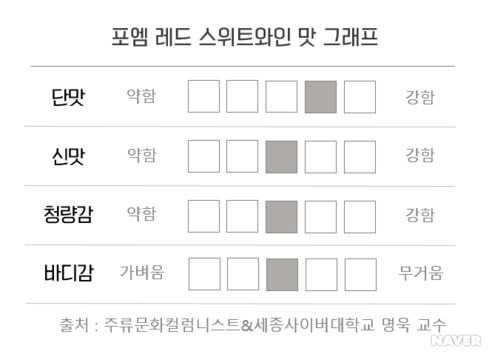 포엠 레드 스위트와인 맛 그래프
단맛 약함 강함
신맛 약함 강함
청량감 약함 강함
바디감 가벼움 무거움
출처 : 주류문화컬럼니스트&세종사이버대학교 명욱 교수
NAVER